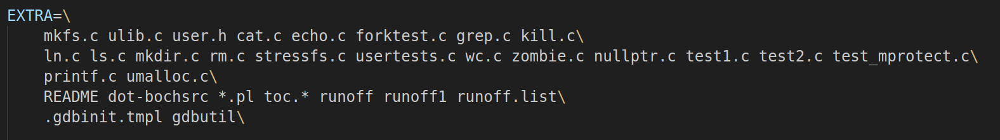 EXTRA=\
mkfs.c ulib.c user.h cat.c echo.c forktest.c grep.c kill.c\
ln.c ls.c mkdir.c rm.c stressfs.c usertests.c wc.c zombie.c nullptr.c test1.c test2.c test_mprotect.c\
printf.c umalloc.c\
README dot-bochsrc *.pl toc.* runoff runoff1 runoff.list\
.gdbinit.tmpl gdbutil\